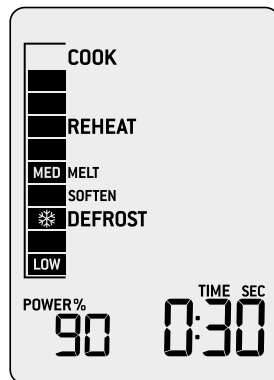 COOK
REHEAT
MED MELT
SOFTEN
DEFROST
LOW
POWER% TIME SEC
90 0:30